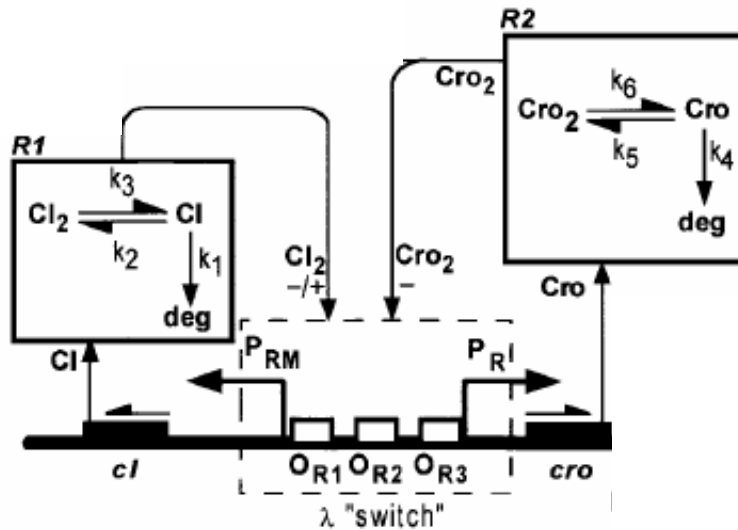 R1
R2
Cro2
Cro2 k6 Cro
k5 k4
deg
k3
CI2 CI
k2 k1
deg
CI2
−/+
Cro2
−
Cro
CI
PRM
PR
OR1 OR2 OR3
cI
cro
λ "switch"